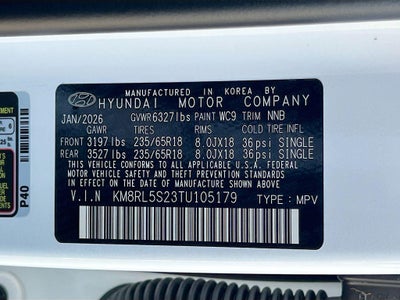 MANUFACTURED IN KOREA BY
HYUNDAI MOTOR COMPANY
JAN/2026 GVWR 6327lbs PAINT WC9 TRIM NNB
GAWR TIRES RIMS COLD TIRE INFL
FRONT 3197lbs 235/65R18 8.0JX18 36psi SINGLE
REAR 3527lbs 235/65R18 8.0JX18 36psi SINGLE
THIS VEHICLE CONFORMS TO ALL APPLICABLE U.S.A. FEDERAL
MOTOR VEHICLE SAFETY, BUMPER, AND THEFT PREVENTION
STANDARDS IN EFFECT ON THE DATE OF MANUFACTURE SHOWN ABOVE
V.I.N KM8RL5S23TU105179 TYPE : MPV
P40